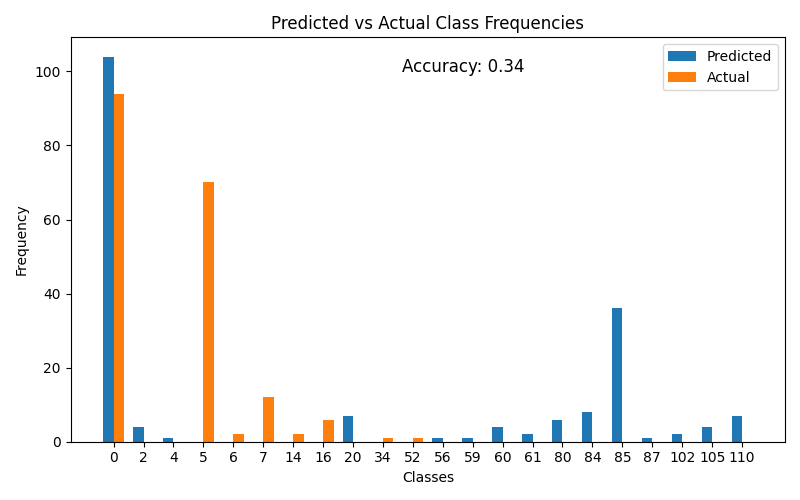 Predicted vs Actual Class Frequencies
Accuracy: 0.34
Predicted
Actual
Frequency
100
80
60
40
20
0
0 2 4 5 6 7 14 16 20 34 52 56 59 60 61 80 84 85 87 102 105 110
Classes